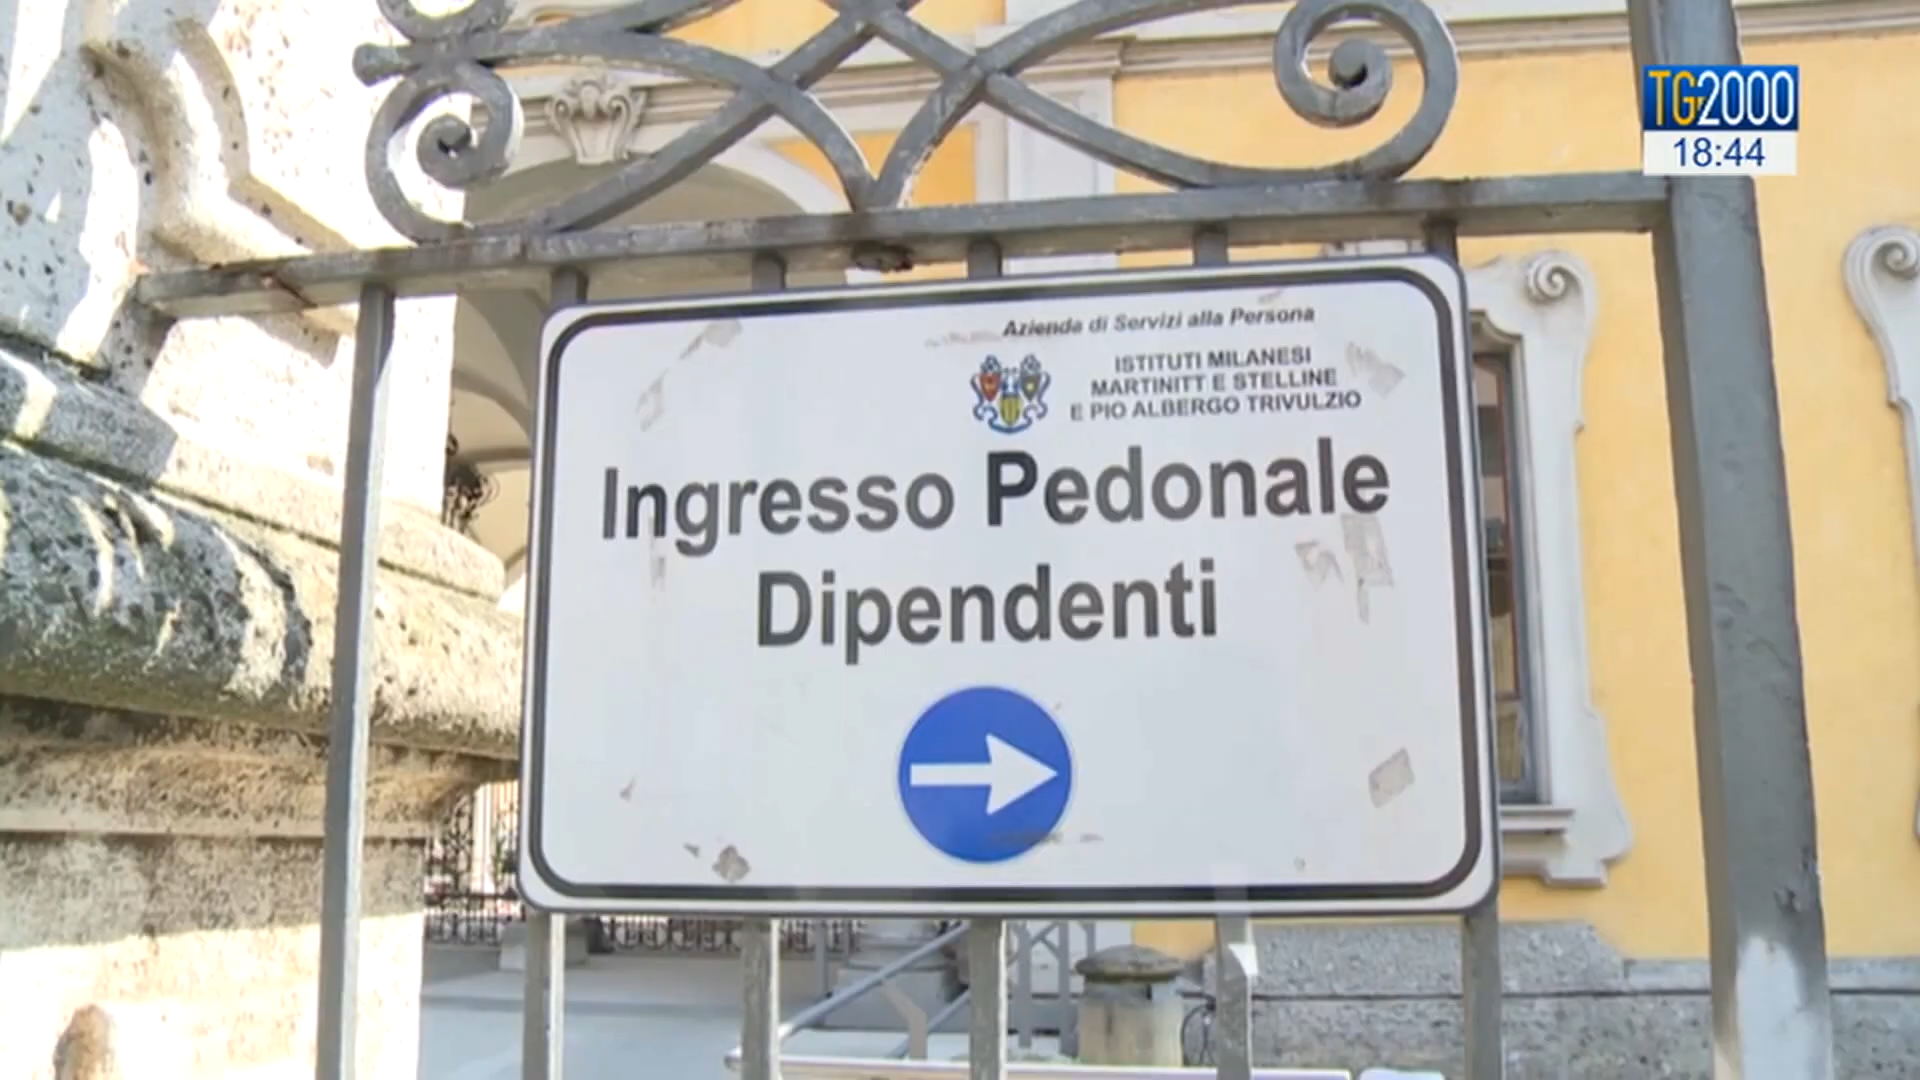 TG2000
18:44
Azienda di Servizi alla Persona
ISTITUTI MILANESI
MARTINITT E STELLINE
E PIO ALBERGO TRIVULZIO
Ingresso Pedonale
Dipendenti